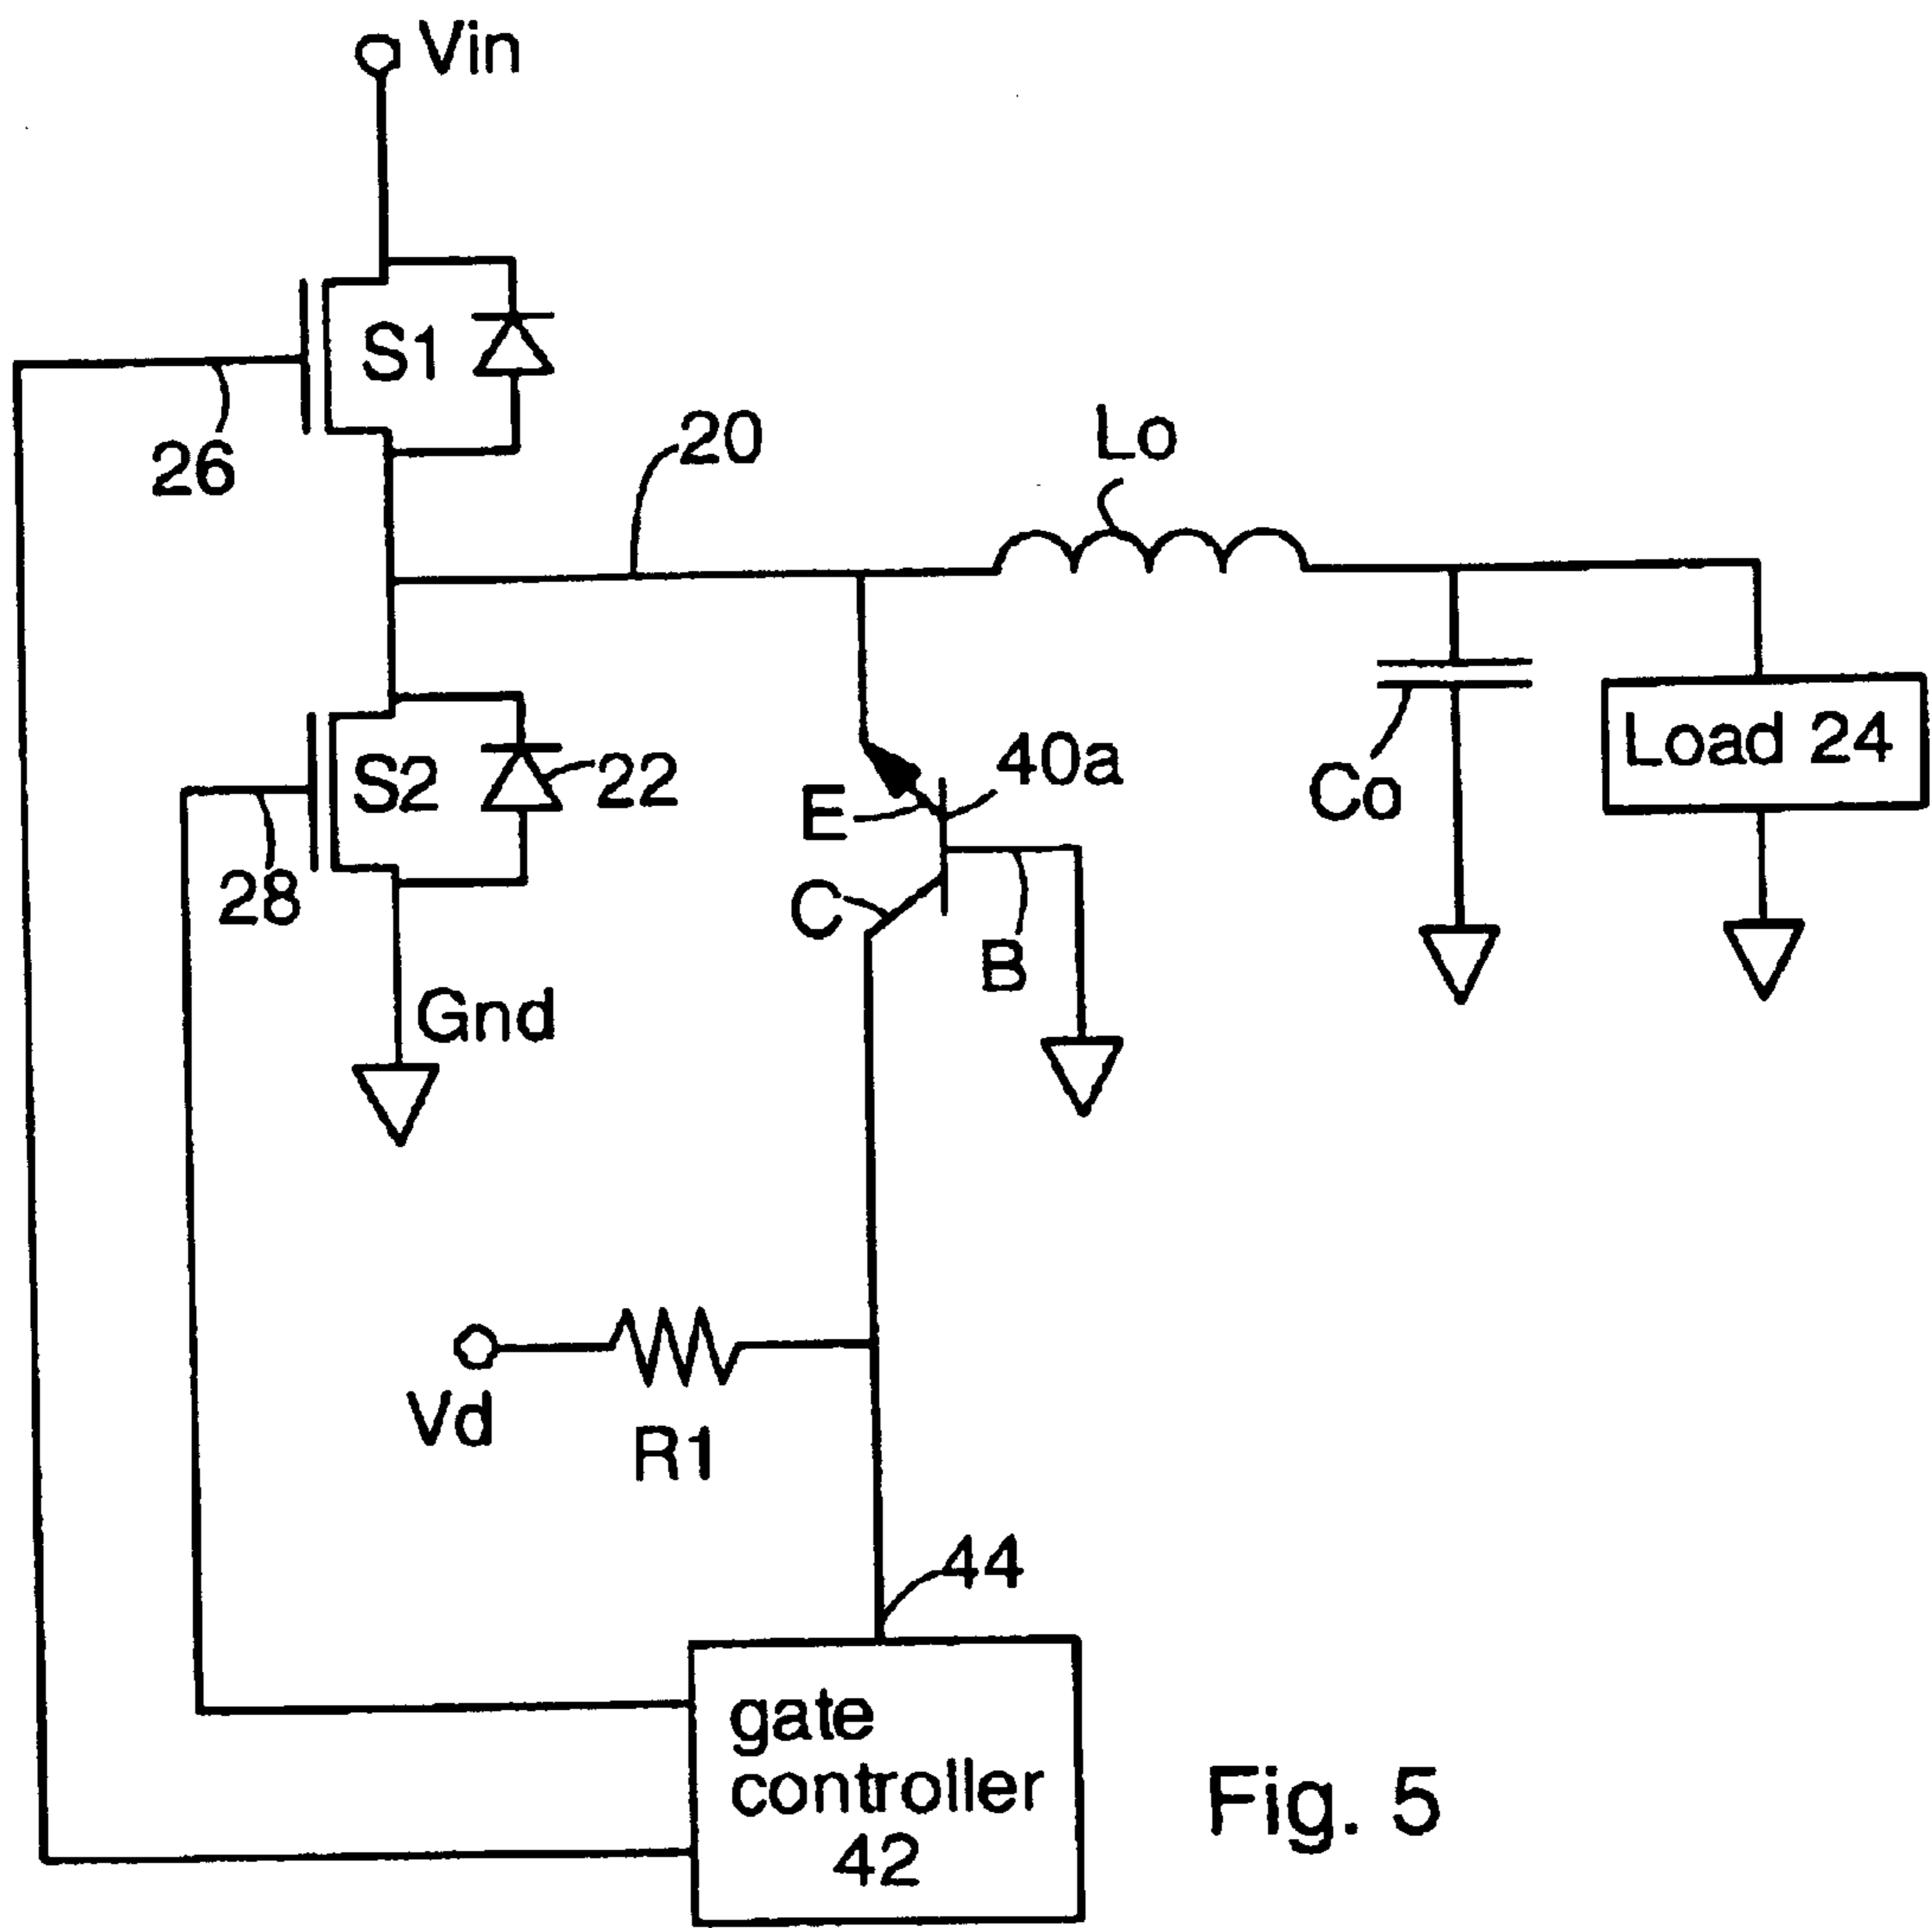 Vin
S1
26
20
Lo
S2
22
28
40a
E
C
B
Co
Load 24
Gnd
Vd
R1
44
gate
controller
42
Fig. 5